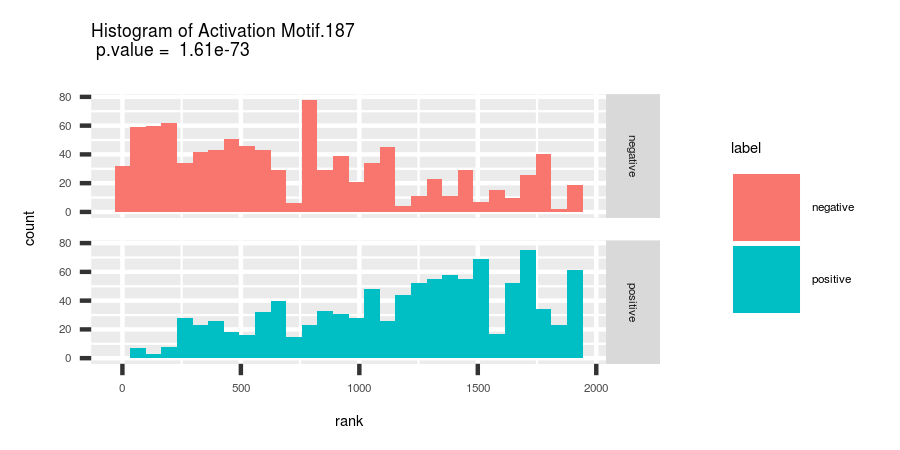 Histogram of Activation Motif.187
p.value = 1.61e-73
count
80
60
40
20
0
negative
80
60
40
20
0
positive
0 500 1000 1500 2000
rank
label
negative
positive